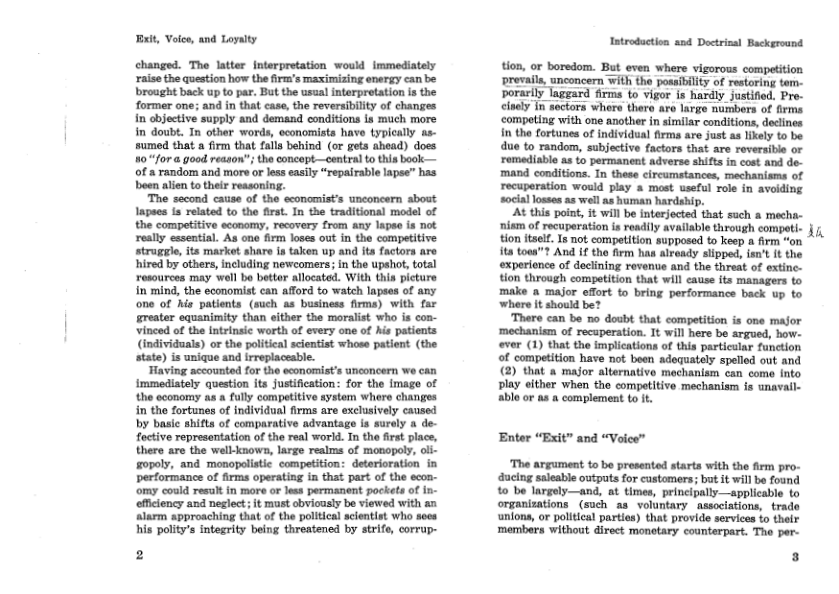 Exit, Voice, and Loyalty
changed. The latter interpretation would immediately
raise the question how the firm's maximizing energy can be
brought back up to par. But the usual interpretation is the
former one; and in that case, the reversibility of changes
in objective supply and demand conditions is much more
in doubt. In other words, economists have typically as-
sumed that a firm that falls behind (or gets ahead) does
so "for a good reason"; the concept—central to this book—
of a random and more or less easily "repairable lapse" has
been alien to their reasoning.
The second cause of the economist's unconcern about
lapses is related to the first. In the traditional model of
the competitive economy, recovery from any lapse is not
really essential. As one firm loses out in the competitive
struggle, its market share is taken up and its factors are
hired by others, including newcomers; in the upshot, total
resources may well be better allocated. With this picture
in mind, the economist can afford to watch lapses of any
one of his patients (such as business firms) with far
greater equanimity than either the moralist who is con-
vinced of the intrinsic worth of every one of his patients
(individuals) or the political scientist whose patient (the
state) is unique and irreplaceable.
Having accounted for the economist's unconcern we can
immediately question its justification: for the image of
the economy as a fully competitive system where changes
in the fortunes of individual firms are exclusively caused
by basic shifts of comparative advantage is surely a de-
fective representation of the real world. In the first place,
there are the well-known, large realms of monopoly, oli-
gopoly, and monopolistic competition: deterioration in
performance of firms operating in that part of the econ-
omy could result in more or less permanent pockets of in-
efficiency and neglect; it must obviously be viewed with an
alarm approaching that of the political scientist who sees
his polity's integrity being threatened by strife, corrup-
2
Introduction and Doctrinal Background
tion, or boredom. But even where vigorous competition
prevails, unconcern with the possibility of restoring tem-
porarily laggard firms to vigor is hardly justified. Pre-
cisely in sectors where there are large numbers of firms
competing with one another in similar conditions, declines
in the fortunes of individual firms are just as likely to be
due to random, subjective factors that are reversible or
remediable as to permanent adverse shifts in cost and de-
mand conditions. In these circumstances, mechanisms of
recuperation would play a most useful role in avoiding
social losses as well as human hardship.
At this point, it will be interjected that such a mecha-
nism of recuperation is readily available through competi-
tion itself. Is not competition supposed to keep a firm "on
its toes"? And if the firm has already slipped, isn't it the
experience of declining revenue and the threat of extinc-
tion through competition that will cause its managers to
make a major effort to bring performance back up to
where it should be?
There can be no doubt that competition is one major
mechanism of recuperation. It will here be argued, how-
ever (1) that the implications of this particular function
of competition have not been adequately spelled out and
(2) that a major alternative mechanism can come into
play either when the competitive mechanism is unavail-
able or as a complement to it.
Enter "Exit" and "Voice"
The argument to be presented starts with the firm pro-
ducing saleable outputs for customers; but it will be found
to be largely—and, at times, principally—applicable to
organizations (such as voluntary associations, trade
unions, or political parties) that provide services to their
members without direct monetary counterpart. The per-
3